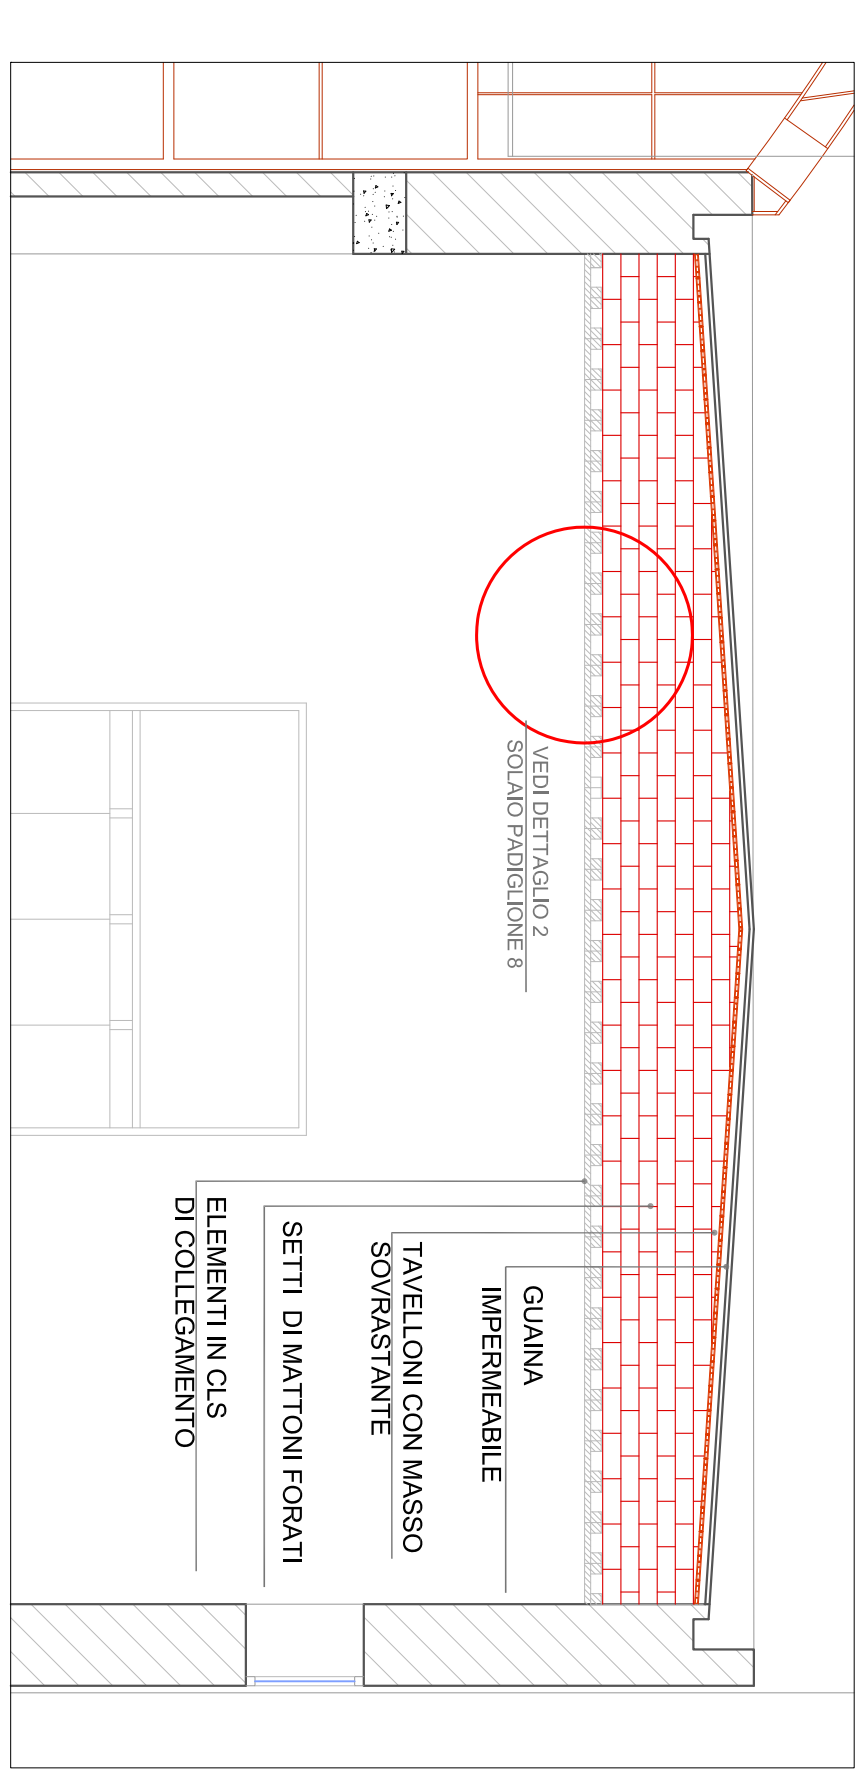 VEDI DETTAGLIO 2
SOLAIO PADIGLIONE 8
GUAINA
IMPERMEABILE
TAVELLONI CON MASSO
SOVRASTANTE
SETTI DI MATTONI FORATI
ELEMENTI IN CLS
DI COLLEGAMENTO